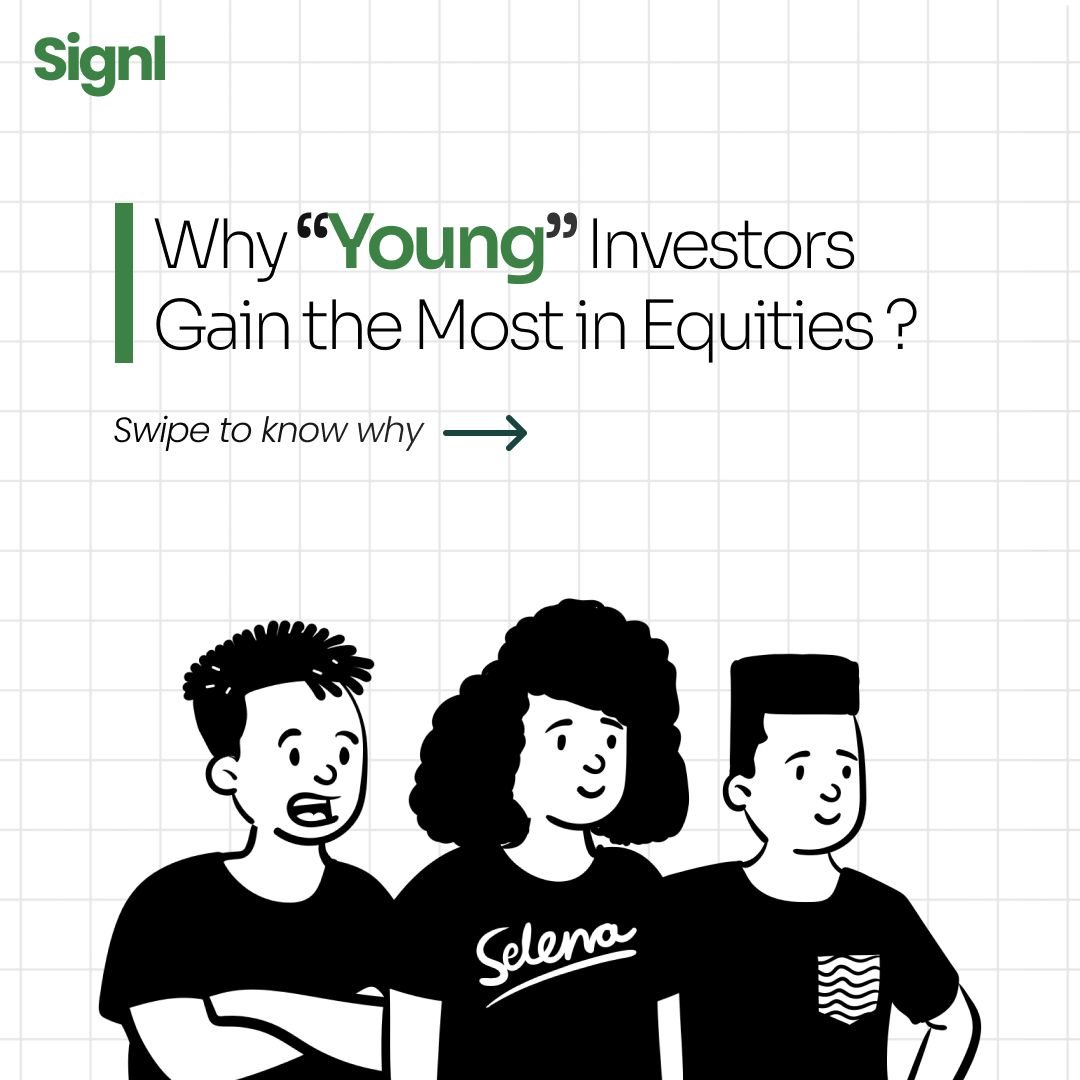 Signl
Why “Young” Investors
Gain the Most in Equities ?
Swipe to know why
Selena